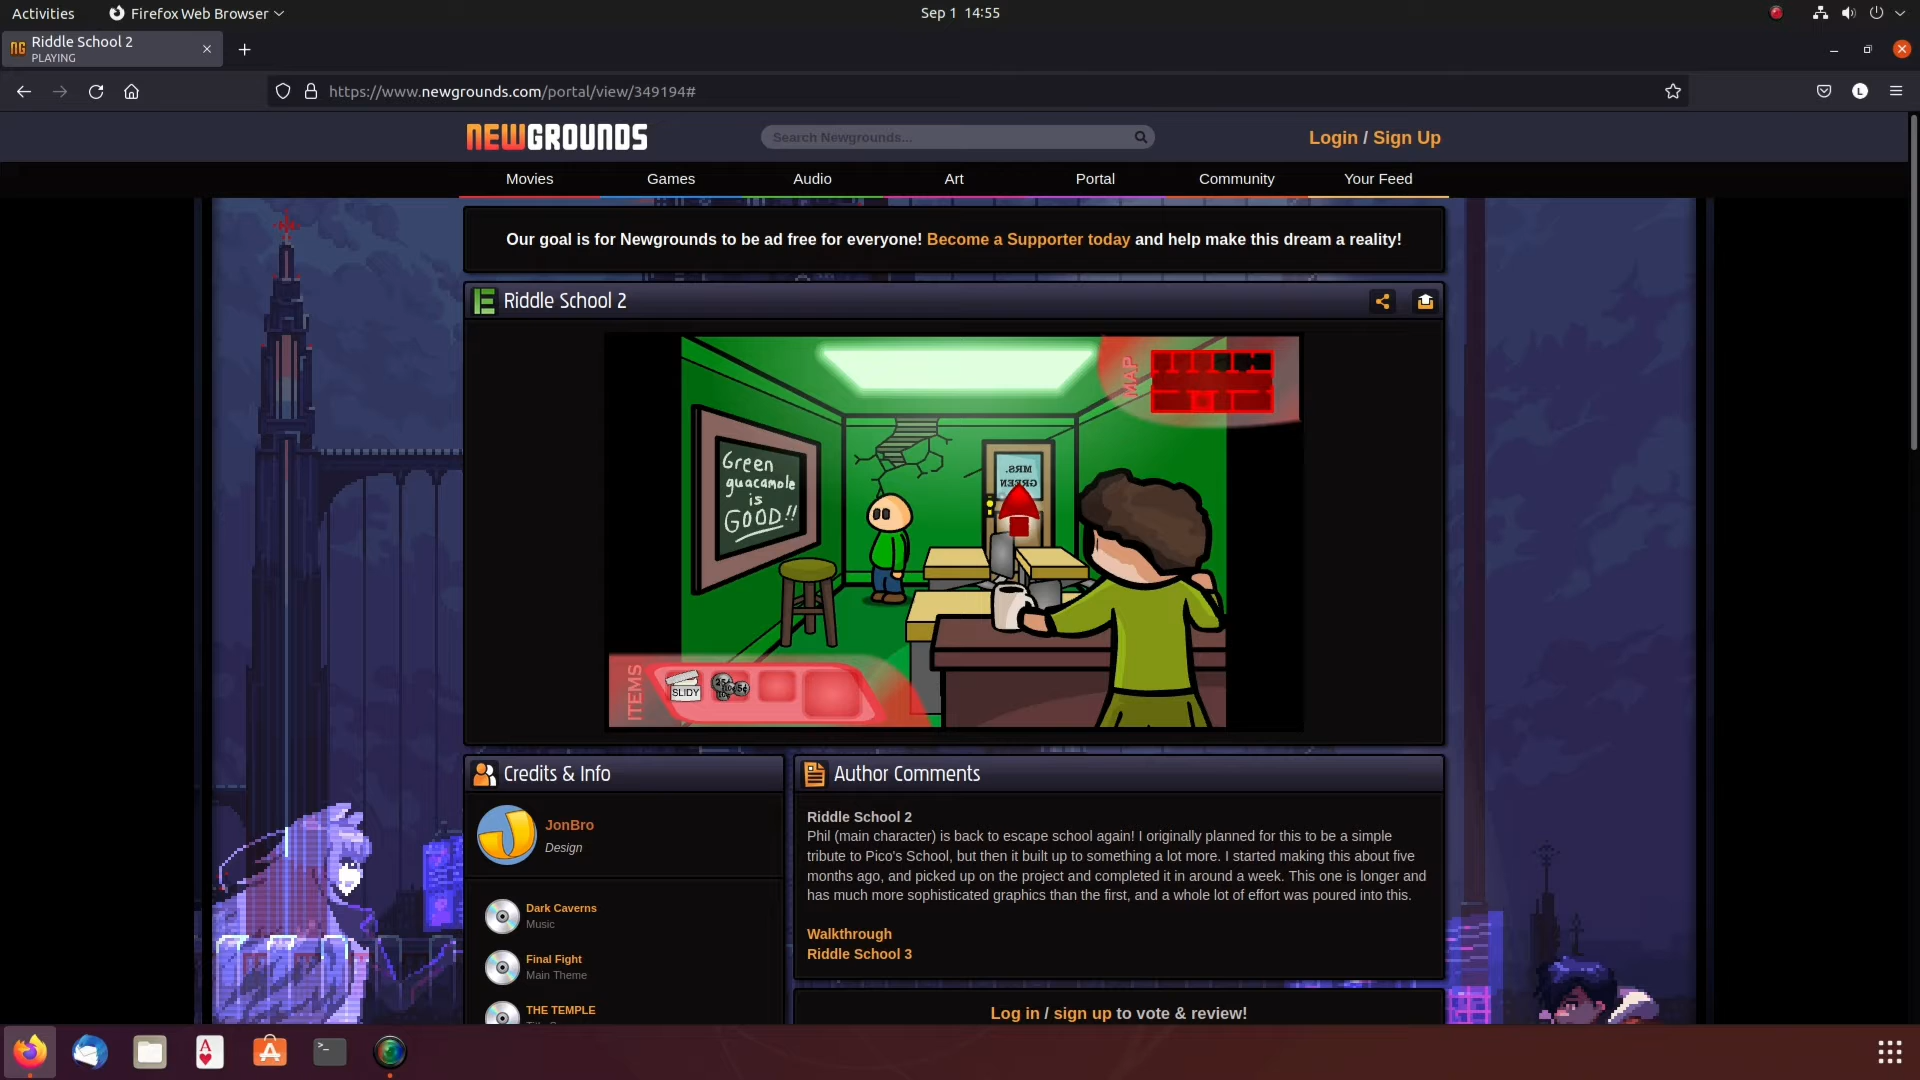 Activities
Firefox Web Browser
Sep 1 14:55
Riddle School 2
PLAYING
https://www.newgrounds.com/portal/view/349194#
L
NEWGROUNDS
Search Newgrounds...
Login / Sign Up
Movies
Games
Audio
Art
Portal
Community
Your Feed
Our goal is for Newgrounds to be ad free for everyone! Become a Supporter today and help make this dream a reality!
E Riddle School 2
MAP
Green
guacamole
is
GOOD!!
MRS.
GREEN
ITEMS
SLIDY
25¢
10¢
5¢
Credits & Info
Author Comments
JonBro
Design
Dark Caverns
Music
Final Fight
Main Theme
THE TEMPLE
Riddle School 2
Phil (main character) is back to escape school again! I originally planned for this to be a simple
tribute to Pico's School, but then it built up to something a lot more. I started making this about five
months ago, and picked up on the project and completed it in around a week. This one is longer and
has much more sophisticated graphics than the first, and a whole lot of effort was poured into this.
Walkthrough
Riddle School 3
Log in / sign up to vote & review!